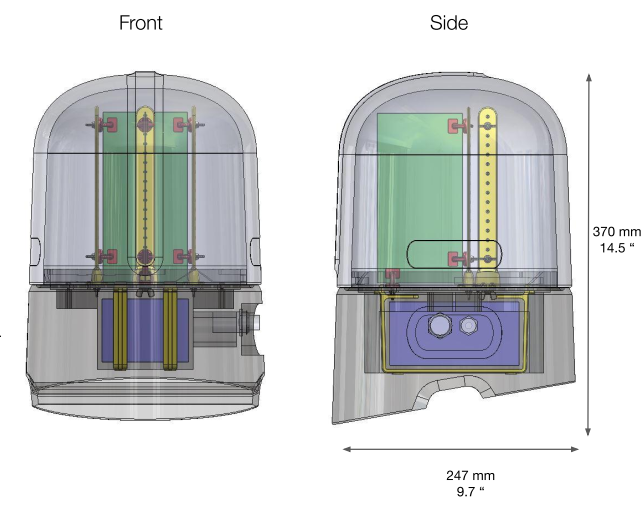 Front
Side
370 mm
14.5 “
247 mm
9.7 “